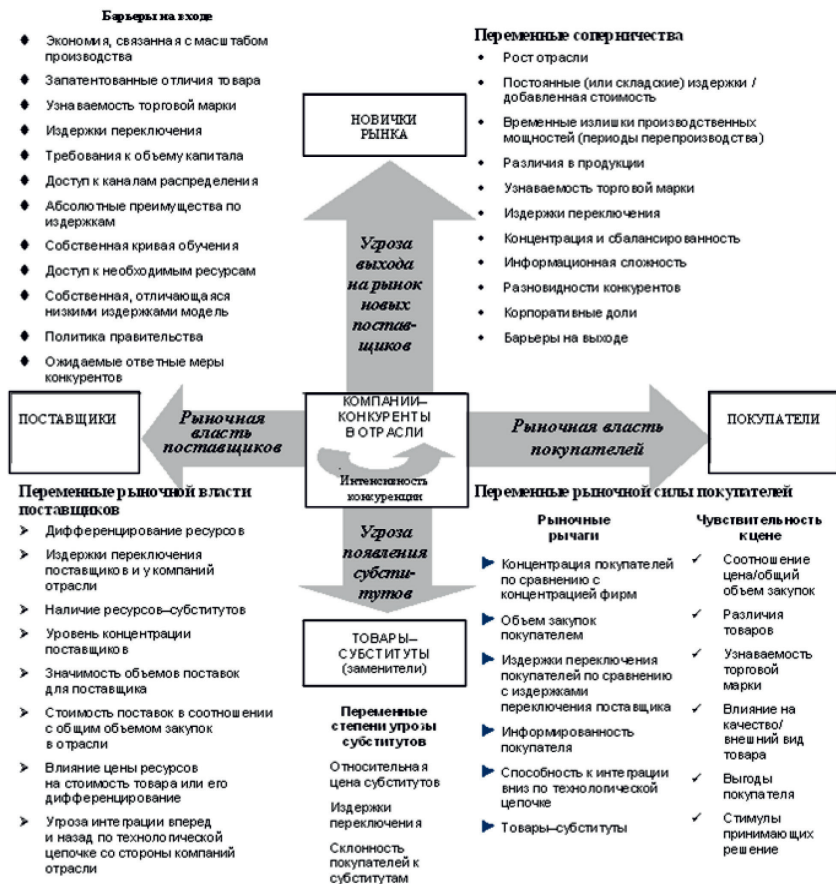 Барьеры на входе
Экономия, связанная с масштабом
производства
Запатентованные отличия товара
Узнаваемость торговой марки
Издержки переключения
Требования к объему капитала
Доступ к каналам распределения
Абсолютные преимущества по
издержкам
Собственная кривая обучения
Доступ к необходимым ресурсам
Собственная, отличающаяся
низкими издержками модель
Политика правительства
Ожидаемые ответные меры
конкурентов
НОВИЧКИ
РЫНКА
Угроза
выхода
на рынок
новых
постав-
щиков
Переменные соперничества
Рост отрасли
Постоянные (или складские) издержки /
добавленная стоимость
Временные излишки производственных
мощностей (периоды перепроизводства)
Различия в продукции
Узнаваемость торговой марки
Издержки переключения
Концентрация и сбалансированность
Информационная сложность
Разновидности конкурентов
Корпоративные доли
Барьеры на выходе
ПОСТАВЩИКИ
Рыночная
власть
поставщиков
КОМПАНИИ–
КОНКУРЕНТЫ
В ОТРАСЛИ
Интенсивность
конкуренции
Рыночная власть
покупателей
ПОКУПАТЕЛИ
Переменные рыночной власти
поставщиков
Дифференцирование ресурсов
Издержки переключения
поставщиков и у компаний
отрасли
Наличие ресурсов–субститутов
Уровень концентрации
поставщиков
Значимость объемов поставок
для поставщика
Стоимость поставок в соотношении
с общим объемом закупок
в отрасли
Влияние цены ресурсов
на стоимость товара или его
дифференцирование
Угроза интеграции вперед
и назад по технологической
цепочке со стороны компаний
отрасли
Угроза
появления
субсти-
тутов
ТОВАРЫ–
СУБСТИТУТЫ
(заменители)
Переменные
степени угрозы
субститутов
Относительная
цена субститутов
Издержки
переключения
Склонность
покупателей к
субститутам
Переменные рыночной силы покупателей
Рыночные
рычаги
Концентрация покупателей
по сравнению с
концентрацией фирм
Объем закупок
покупателем
Издержки переключения
покупателей по сравнению
с издержками
переключения поставщика
Информированность
покупателя
Способность к интеграции
вниз по технологической
цепочке
Товары–субституты
Чувствительность
к цене
Соотношение
цена/общий
объем закупок
Различия
товаров
Узнаваемость
торговой
марки
Влияние на
качество/
внешний вид
товара
Выгоды
покупателя
Стимулы
принимающих
решение